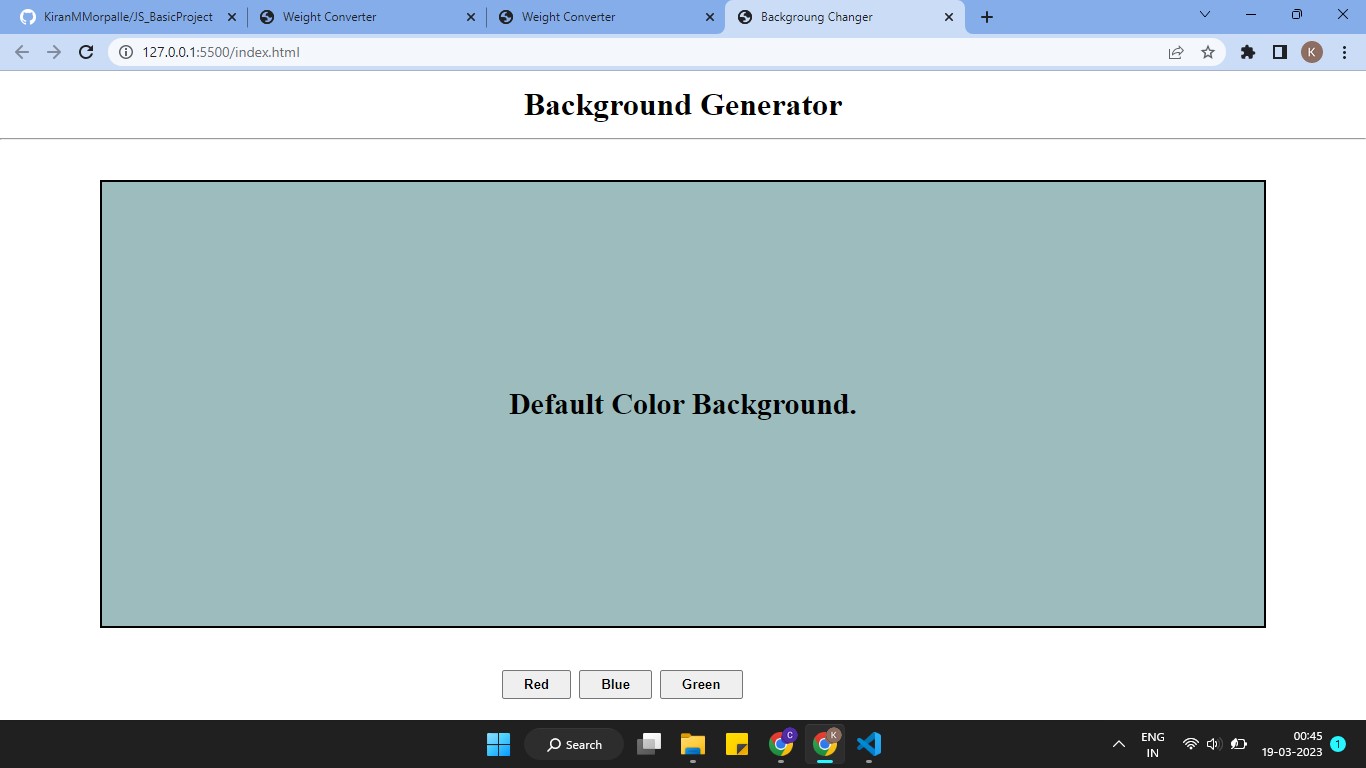 KiranMMorpalle/JS_BasicProject
Weight Converter
Weight Converter
Backgroung Changer
127.0.0.1:5500/index.html
K
Background Generator
Default Color Background.
Red
Blue
Green
Search
C
K
ENG
IN
00:45
19-03-2023
1